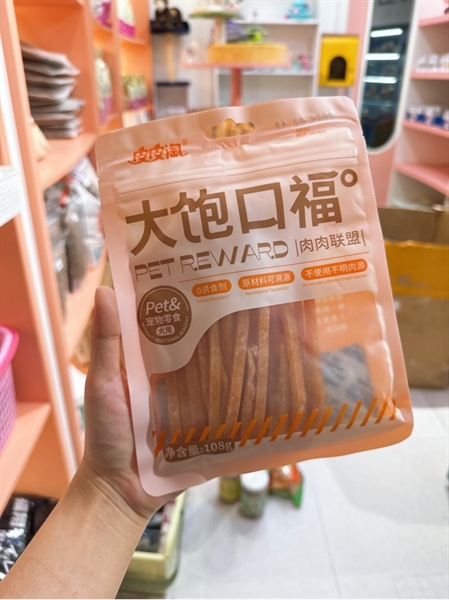 皮皮淘
大饱口福
PET REWARD |肉肉联盟|
0诱食剂 原材料可溯源 不使用不明肉源
Pet&
宠物零食
犬用
净含量:108g